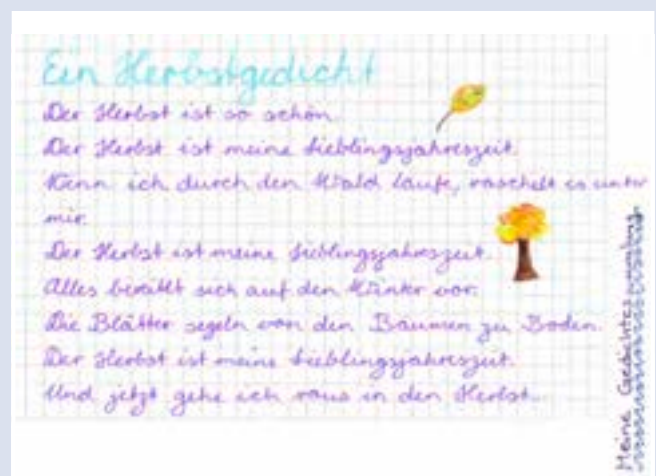 Ein Herbstgedicht
Der Herbst ist so schön.
Der Herbst ist meine Lieblingsjahreszeit.
Wenn ich durch den Wald laufe, raschelt es unter
mir.
Der Herbst ist meine Lieblingsjahreszeit.
Alles bereitet sich auf den Winter vor.
Die Blätter segeln von den Bäumen zu Boden.
Der Herbst ist meine Lieblingsjahreszeit.
Und jetzt gehe ich raus in den Herbst.
Meine